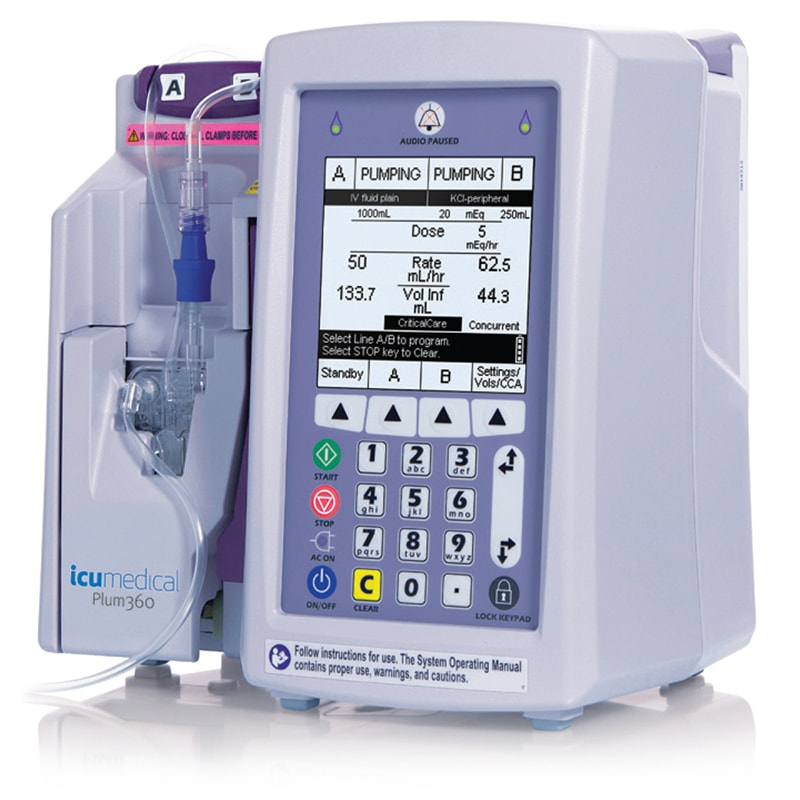 A
WARNING: CLO
L CLAMPS BEFORE
AUDIO PAUSED
A PUMPING PUMPING B
IV fluid plain KCl-peripheral
1000mL 20 mEq 250mL
Dose 5
mEq/hr
50 Rate 62.5
mL/hr
133.7 Vol Inf 44.3
mL
CriticalCare Concurrent
Select Line A/B to program.
Select STOP key to Clear.
Standby A B Settings/
Vols/CCA
START
1 2 abc 3 def
STOP
4 ghi 5 jkl 6 mno
AC ON
7 pqrs 8 tuv 9 wxyz
ON/OFF
C 0 .
CLEAR
LOCK KEYPAD
icumedical
Plum360
Follow instructions for use. The System Operating Manual
contains proper use, warnings, and cautions.